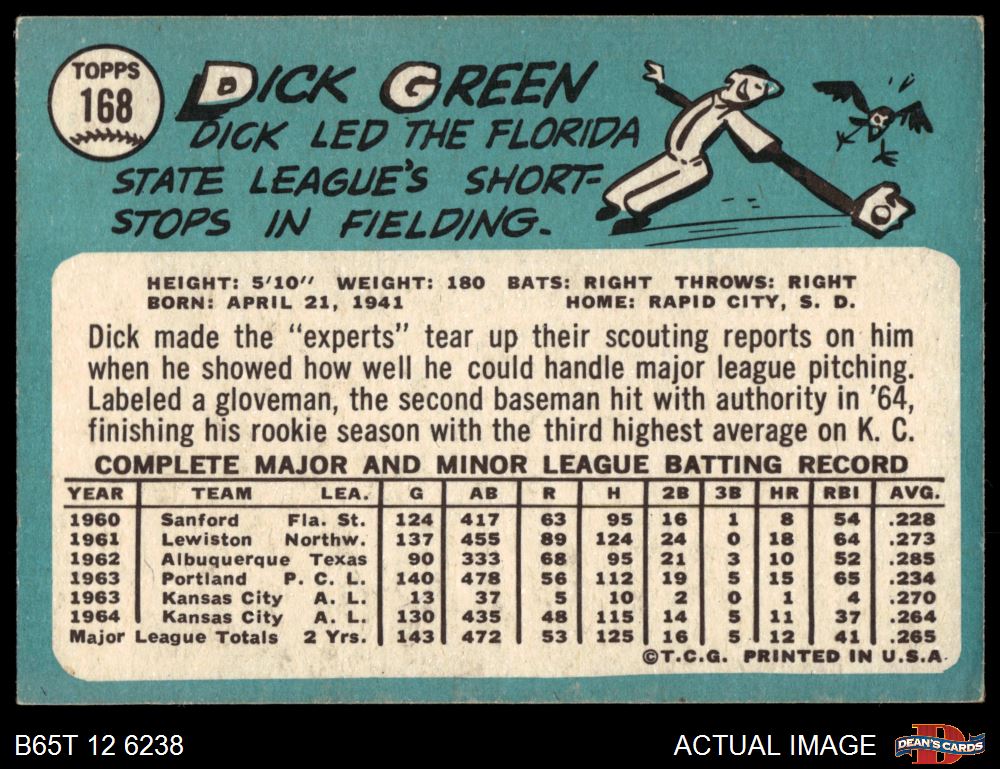 TOPPS
168
DICK GREEN
DICK LED THE FLORIDA
STATE LEAGUE'S SHORT-
STOPS IN FIELDING.
HEIGHT: 5'10" WEIGHT: 180 BATS: RIGHT THROWS: RIGHT
BORN: APRIL 21, 1941 HOME: RAPID CITY, S. D.
Dick made the "experts" tear up their scouting reports on him
when he showed how well he could handle major league pitching.
Labeled a gloveman, the second baseman hit with authority in '64,
finishing his rookie season with the third highest average on K. C.
COMPLETE MAJOR AND MINOR LEAGUE BATTING RECORD
YEAR TEAM LEA. G AB R H 2B 3B HR RBI AVG.
1960 Sanford Fla. St. 124 417 63 95 16 1 8 54 .228
1961 Lewiston Northw. 137 455 89 124 24 0 18 64 .273
1962 Albuquerque Texas 90 333 68 95 21 3 10 52 .285
1963 Portland P. C. L. 140 478 56 112 19 5 15 65 .234
1963 Kansas City A. L. 13 37 5 10 2 0 1 4 .270
1964 Kansas City A. L. 130 435 48 115 14 5 11 37 .264
Major League Totals 2 Yrs. 143 472 53 125 16 5 12 41 .265
©T.C.G. PRINTED IN U.S.A.
B65T 12 6238
ACTUAL IMAGE
D
DEAN'S CARDS